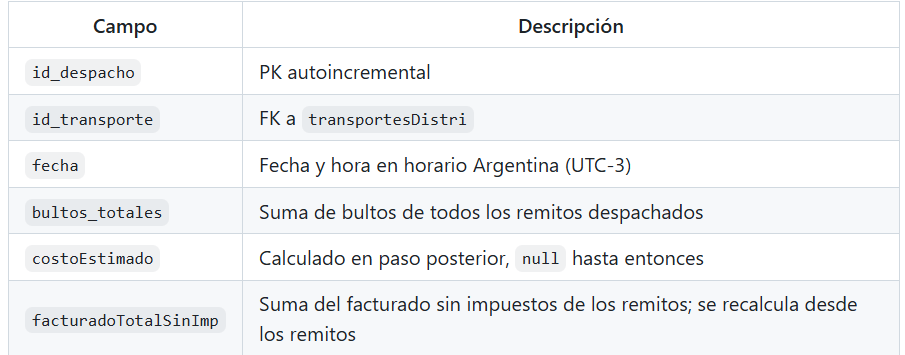 Campo Descripción
id_despacho PK autoincremental
id_transporte FK a transportesDistri
fecha Fecha y hora en horario Argentina (UTC-3)
bultos_totales Suma de bultos de todos los remitos despachados
costoEstimado Calculado en paso posterior, null hasta entonces
facturadoTotalSinImp Suma del facturado sin impuestos de los remitos; se recalcula desde
los remitos